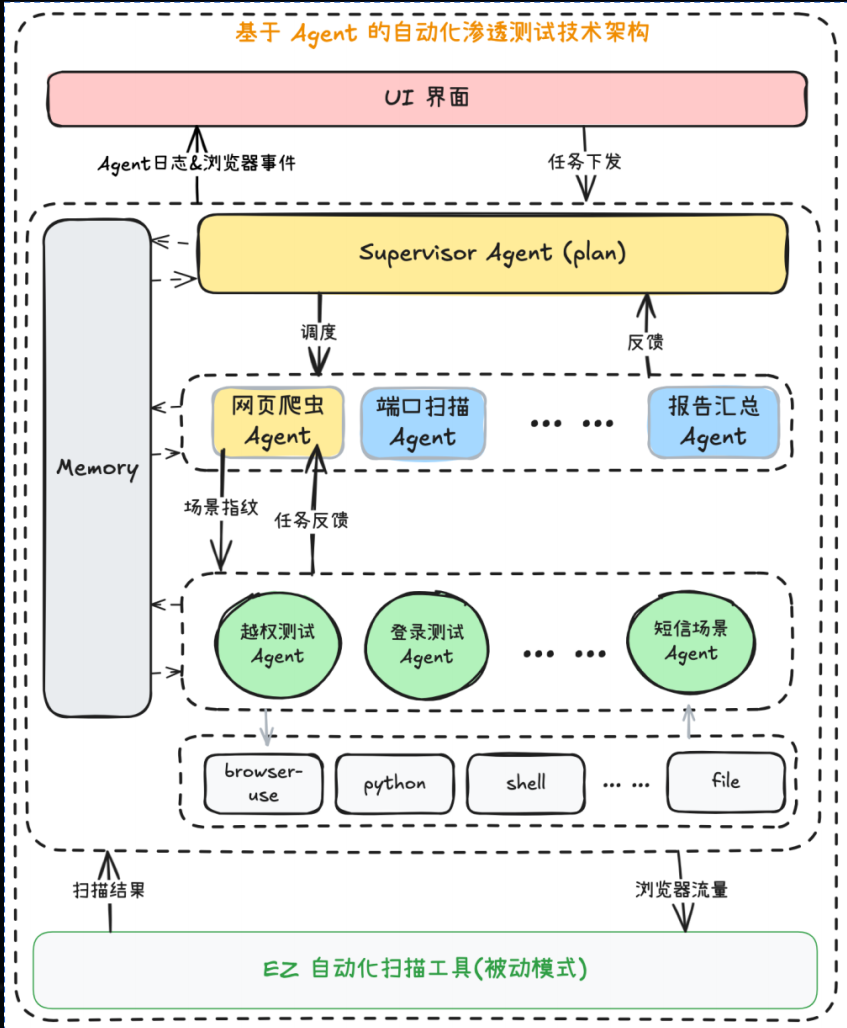 基于 Agent 的自动化渗透测试技术架构
UI 界面
Agent日志&浏览器事件
任务下发
Supervisor Agent (plan)
调度
反馈
Memory
网页爬虫
Agent
端口扫描
Agent
... ...
报告汇总
Agent
场景指纹
任务反馈
越权测试
Agent
登录测试
Agent
... ...
短信场景
Agent
browser-
use
python
shell
... ...
file
扫描结果
浏览器流量
EZ 自动化扫描工具(被动模式)